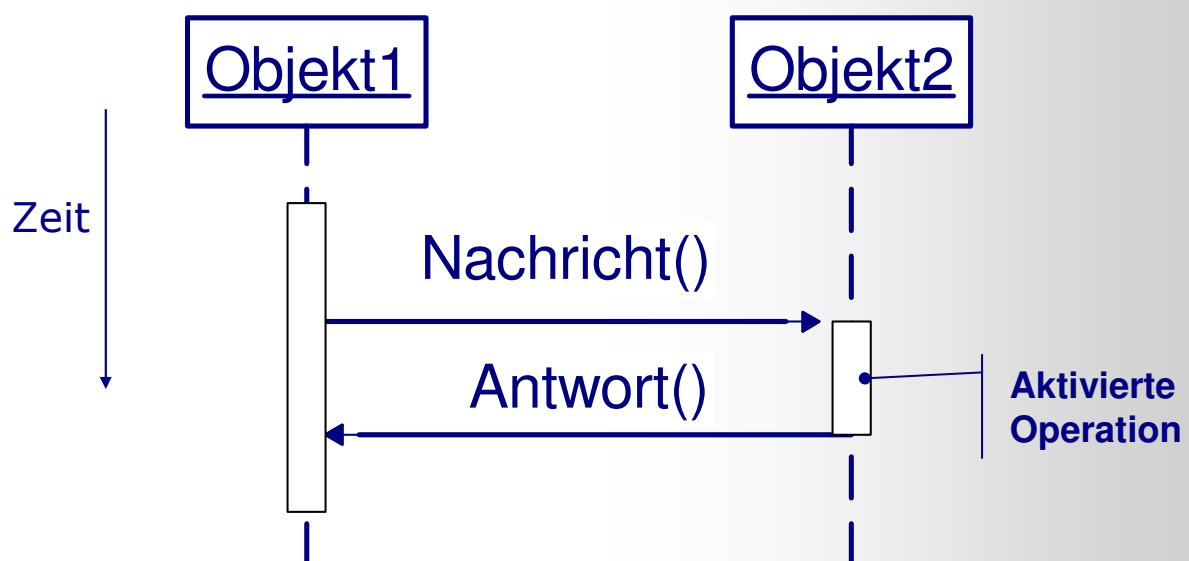 Objekt1
Objekt2
Zeit
Nachricht()
Antwort()
Aktivierte
Operation